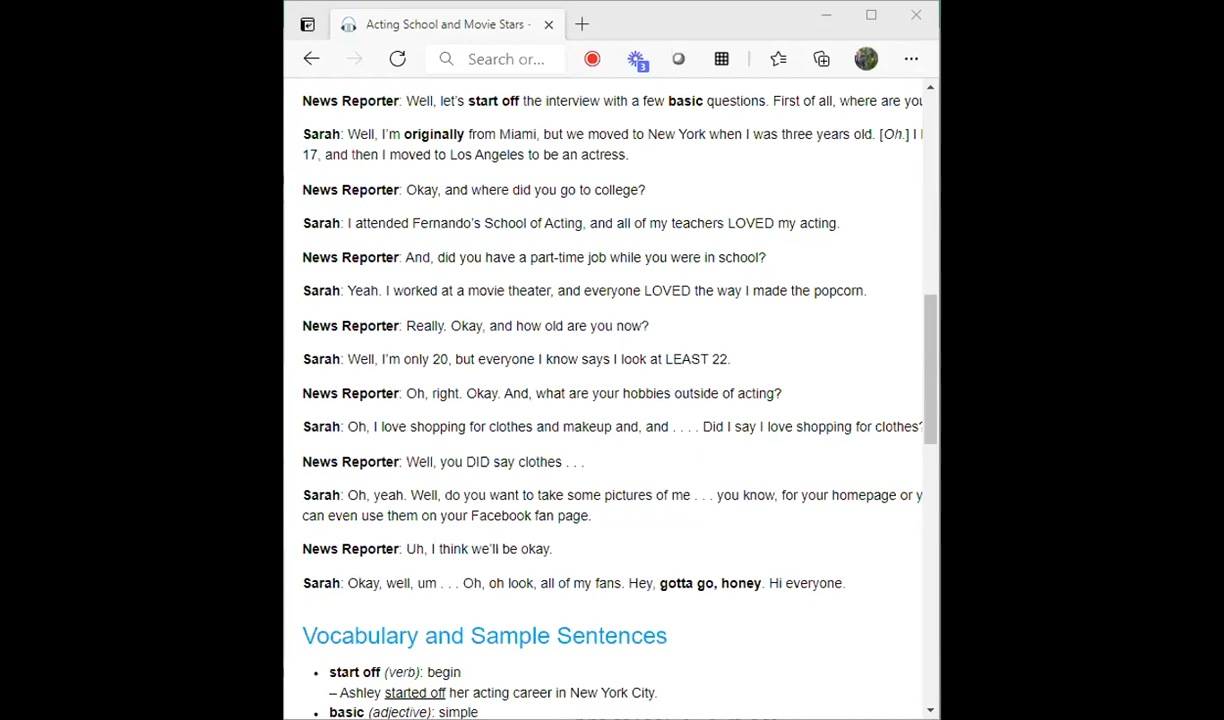 Acting School and Movie Stars -
Search or...
3
News Reporter: Well, let's start off the interview with a few basic questions. First of all, where are you
Sarah: Well, I'm originally from Miami, but we moved to New York when I was three years old. [Oh.] I
17, and then I moved to Los Angeles to be an actress.
News Reporter: Okay, and where did you go to college?
Sarah: I attended Fernando's School of Acting, and all of my teachers LOVED my acting.
News Reporter: And, did you have a part-time job while you were in school?
Sarah: Yeah. I worked at a movie theater, and everyone LOVED the way I made the popcorn.
News Reporter: Really. Okay, and how old are you now?
Sarah: Well, I'm only 20, but everyone I know says I look at LEAST 22.
News Reporter: Oh, right. Okay. And, what are your hobbies outside of acting?
Sarah: Oh, I love shopping for clothes and makeup and, and . . . . Did I say I love shopping for clothes?
News Reporter: Well, you DID say clothes . . .
Sarah: Oh, yeah. Well, do you want to take some pictures of me . . . you know, for your homepage or
can even use them on your Facebook fan page.
News Reporter: Uh, I think we'll be okay.
Sarah: Okay, well, um . . . Oh, oh look, all of my fans. Hey, gotta go, honey. Hi everyone.
Vocabulary and Sample Sentences
• start off (verb): begin
– Ashley started off her acting career in New York City.
• basic (adjective): simple